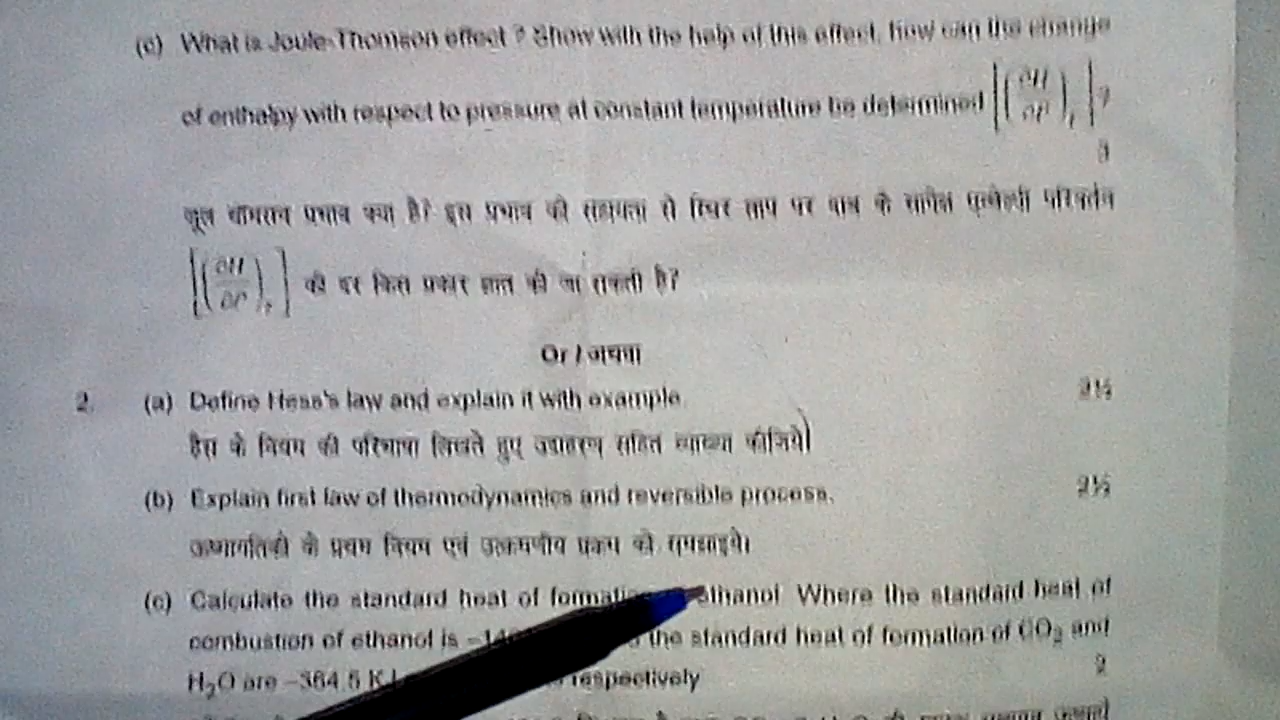 (c) What is Joule-Thomson effect ? Show with the help of this effect, how can the change
of enthalpy with respect to pressure at constant temperature be determined [(∂H/∂P)_T] ?
3
जूल थॉमसन प्रभाव क्या है? इस प्रभाव की सहायता से स्थिर ताप पर दाब के सापेक्ष एन्थैल्पी परिवर्तन
[(∂H/∂P)_T] की दर किस प्रकार ज्ञात की जा सकती है?
Or / अथवा
2. (a) Define Hess's law and explain it with example. 2½
हैस के नियम की परिभाषा लिखते हुए उदाहरण सहित व्याख्या कीजिये।
(b) Explain first law of thermodynamics and reversible process. 2½
ऊष्मागतिकी के प्रथम नियम एवं उत्क्रमणीय प्रक्रम को समझाइये।
(c) Calculate the standard heat of ethanol Where the standard heat of
combustion of ethanol is the standard heat of formation of CO₂ and
H₂O are –364.5 KJ respectively 2